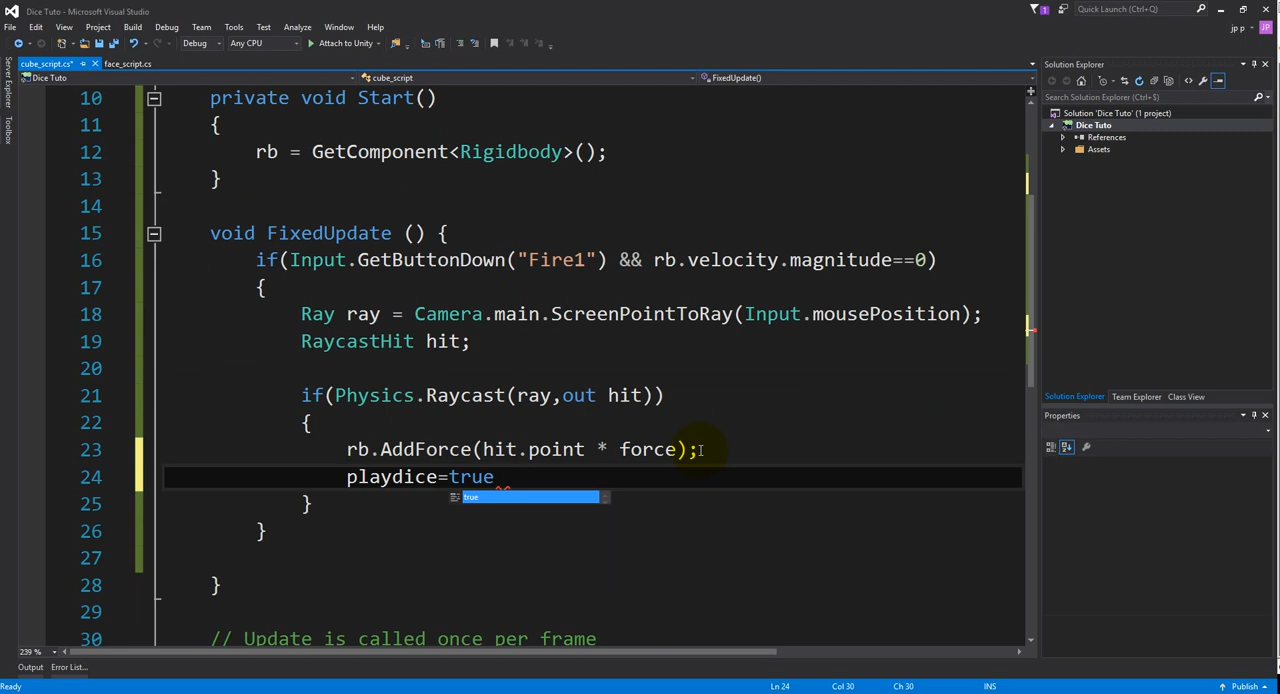 Dice Tuto - Microsoft Visual Studio
1
Quick Launch (Ctrl+Q)
File Edit View Project Build Debug Team Tools Test Analyze Window Help
jp p
JP
Debug Any CPU Attach to Unity
Server Explorer
Toolbox
cube_script.cs* face_script.cs
Dice Tuto cube_script FixedUpdate()
10 private void Start()
11 {
12 rb = GetComponent<Rigidbody>();
13 }
14
15 void FixedUpdate () {
16 if(Input.GetButtonDown("Fire1") && rb.velocity.magnitude==0)
17 {
18 Ray ray = Camera.main.ScreenPointToRay(Input.mousePosition);
19 RaycastHit hit;
20
21 if(Physics.Raycast(ray,out hit))
22 {
23 rb.AddForce(hit.point * force);
24 playdice=true
true
25 }
26 }
27
28 }
29
30 // Update is called once per frame
239 %
Solution Explorer
Search Solution Explorer (Ctrl+$)
Solution 'Dice Tuto' (1 project)
Dice Tuto
References
Assets
Solution Explorer Team Explorer Class View
Properties
Output Error List...
Ready Ln 24 Col 30 Ch 30 INS Publish